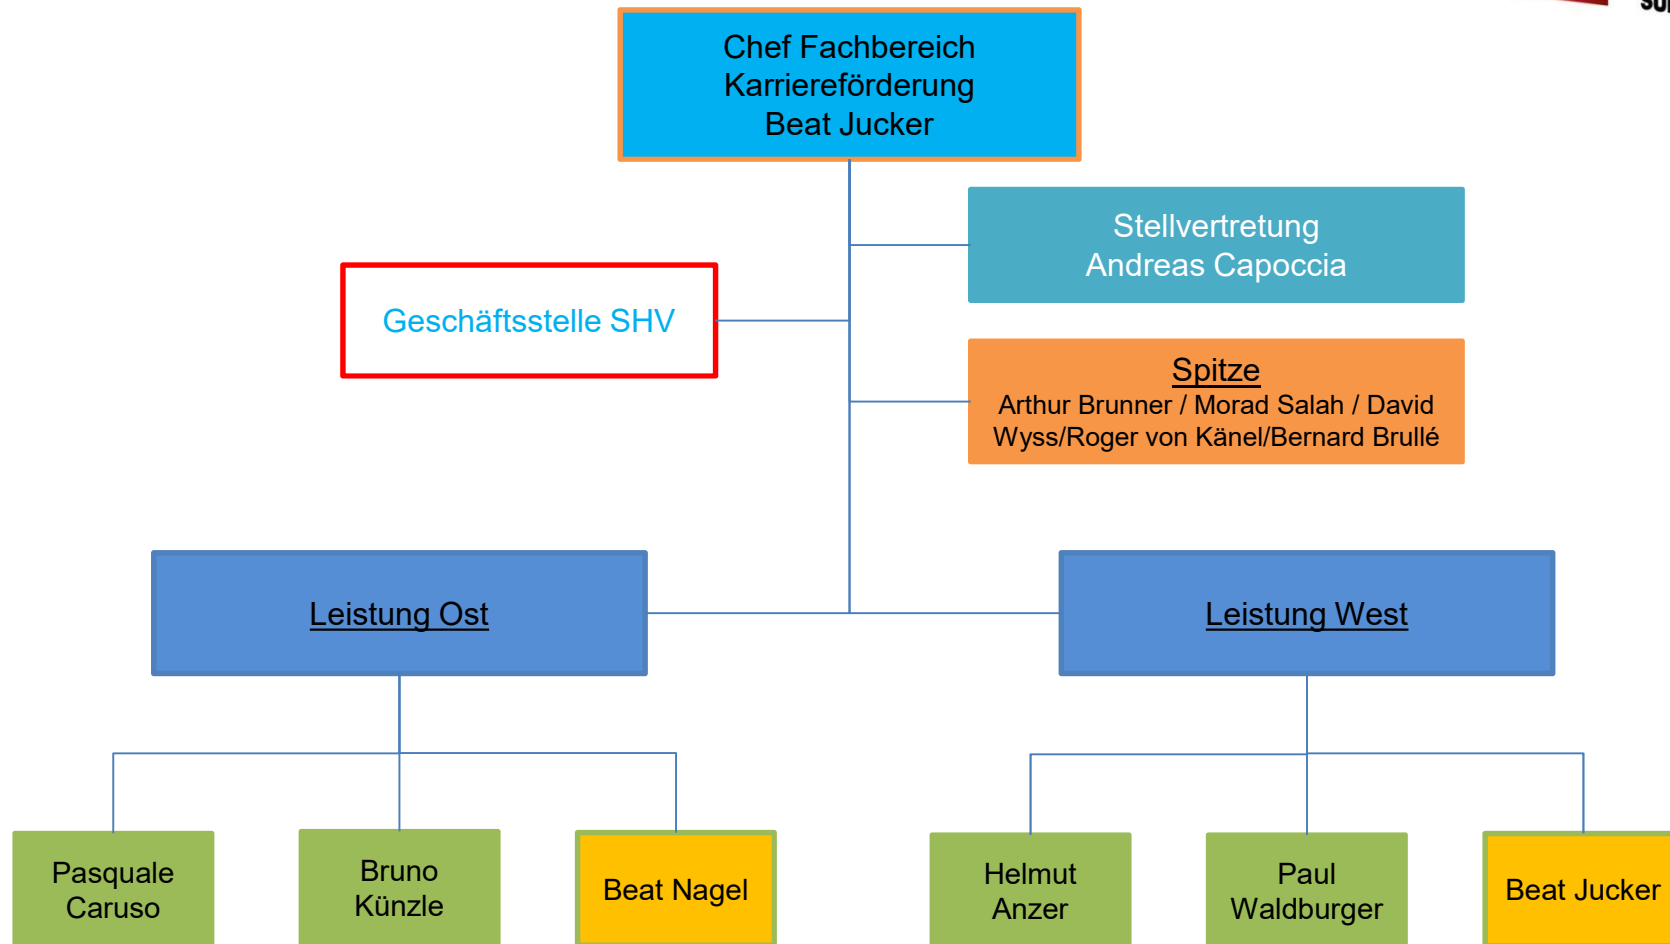 Chef Fachbereich
Karriereförderung
Beat Jucker
Stellvertretung
Andreas Capoccia
Geschäftsstelle SHV
Spitze
Arthur Brunner / Morad Salah / David
Wyss/Roger von Känel/Bernard Brullé
Leistung Ost
Leistung West
Pasquale
Caruso
Bruno
Künzle
Beat Nagel
Helmut
Anzer
Paul
Waldburger
Beat Jucker